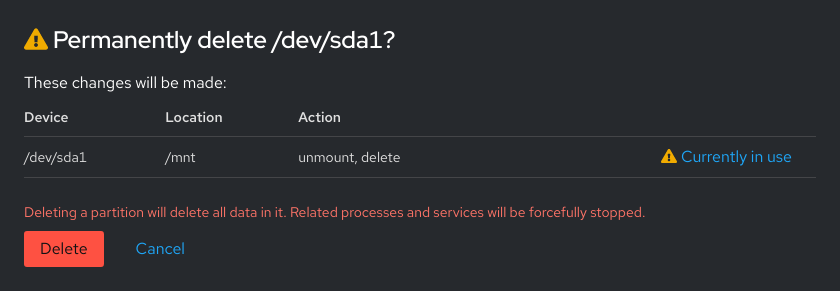 Permanently delete /dev/sda1?
These changes will be made:
Device Location Action
/dev/sda1 /mnt unmount, delete Currently in use
Deleting a partition will delete all data in it. Related processes and services will be forcefully stopped.
Delete Cancel